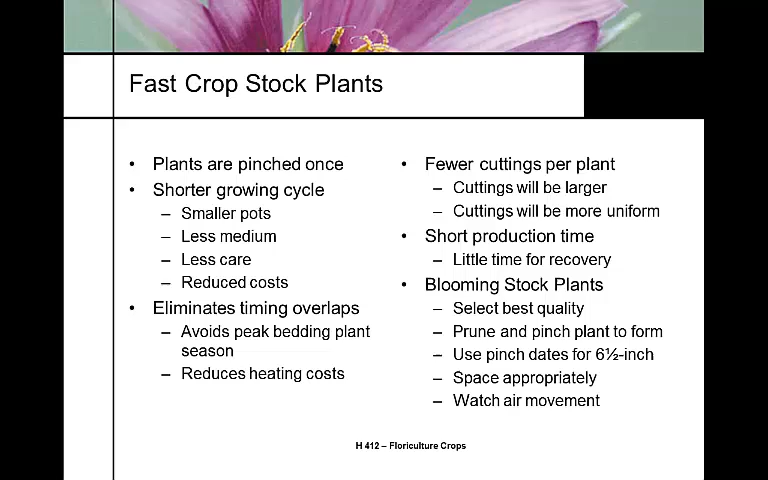 Fast Crop Stock Plants
• Plants are pinched once
• Shorter growing cycle
– Smaller pots
– Less medium
– Less care
– Reduced costs
• Eliminates timing overlaps
– Avoids peak bedding plant
season
– Reduces heating costs
• Fewer cuttings per plant
– Cuttings will be larger
– Cuttings will be more uniform
• Short production time
– Little time for recovery
• Blooming Stock Plants
– Select best quality
– Prune and pinch plant to form
– Use pinch dates for 6½-inch
– Space appropriately
– Watch air movement
H 412 – Floriculture Crops